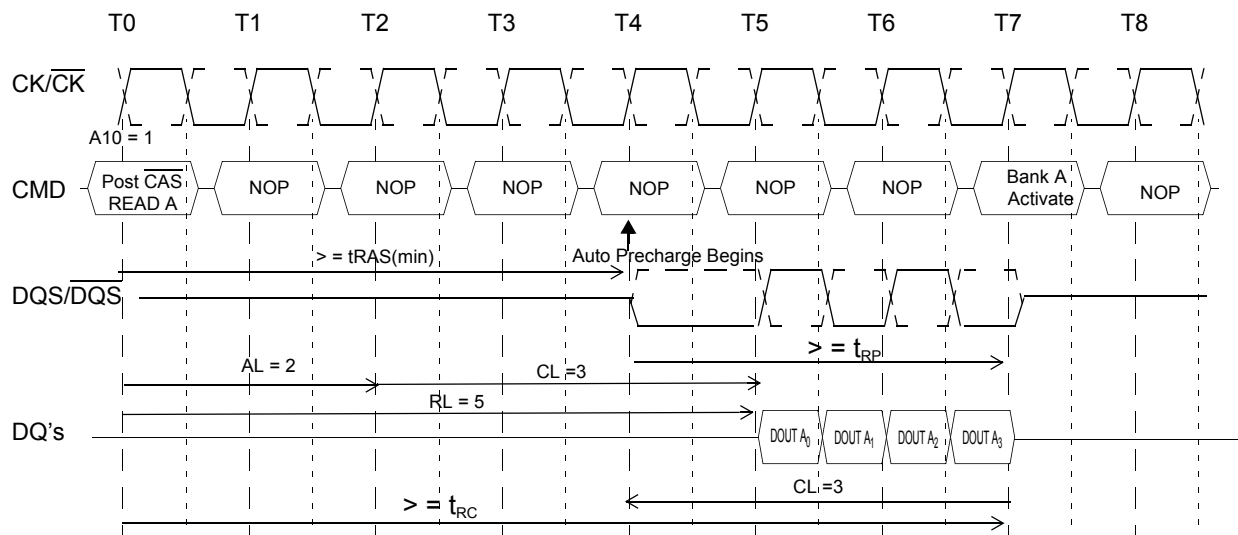 T0 T1 T2 T3 T4 T5 T6 T7 T8
CK/CK
A10 = 1
CMD
Post CAS
READ A
NOP
NOP
NOP
NOP
NOP
NOP
Bank A
Activate
NOP
> = tRAS(min)
Auto Precharge Begins
DQS/DQS
> = tRP
AL = 2
CL =3
RL = 5
DQ's
DOUT A0
DOUT A1
DOUT A2
DOUT A3
CL =3
> = tRC